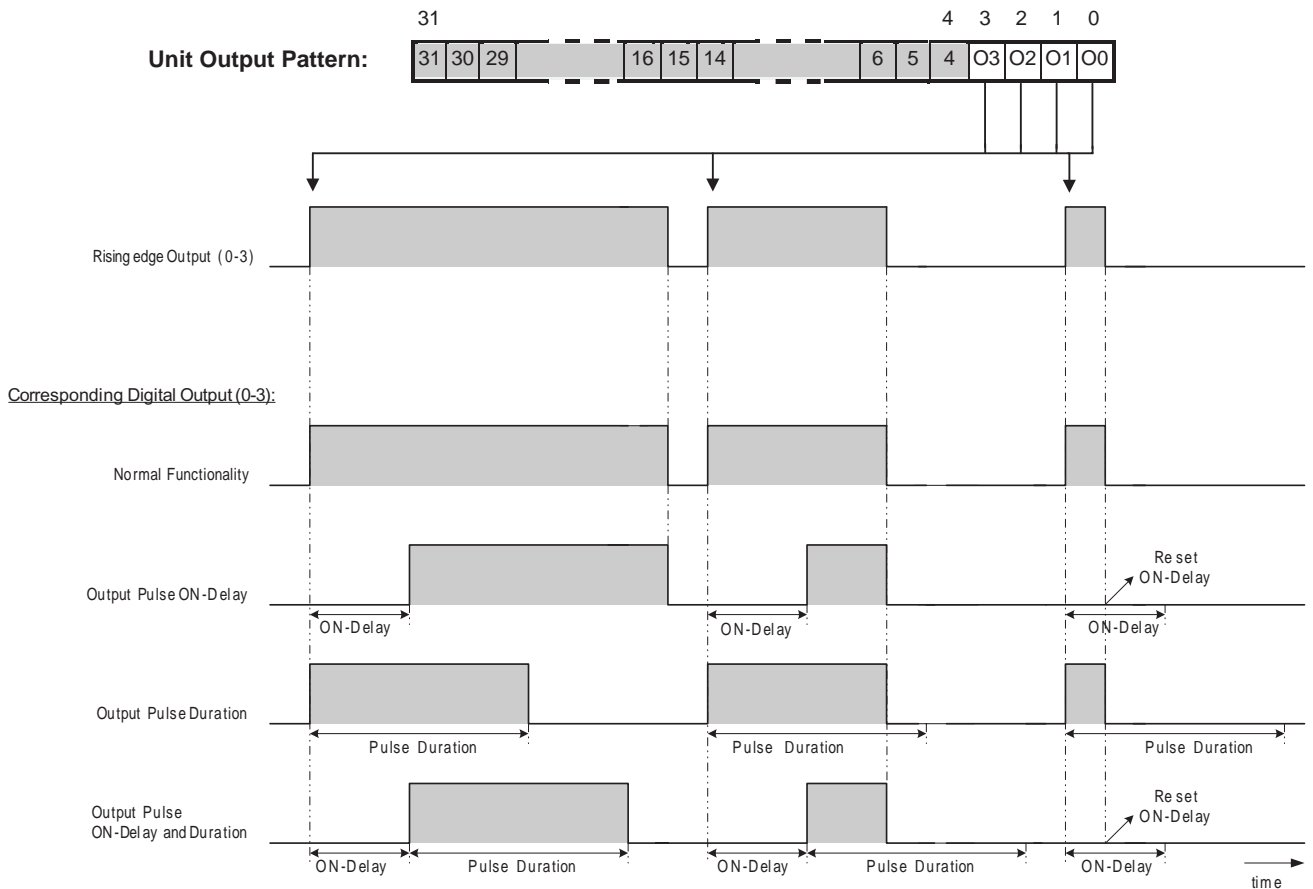 31 4 3 2 1 0
Unit Output Pattern: 31 30 29 16 15 14 6 5 4 O3 O2 O1 O0
Rising edge Output (0-3)
Corresponding Digital Output (0-3):
Normal Functionality
Reset
ON-Delay
Output Pulse ON-Delay
ON-Delay ON-Delay ON-Delay
Output Pulse Duration
Pulse Duration Pulse Duration Pulse Duration
Reset
ON-Delay
Output Pulse
ON-Delay and Duration
ON-Delay Pulse Duration ON-Delay Pulse Duration ON-Delay
time